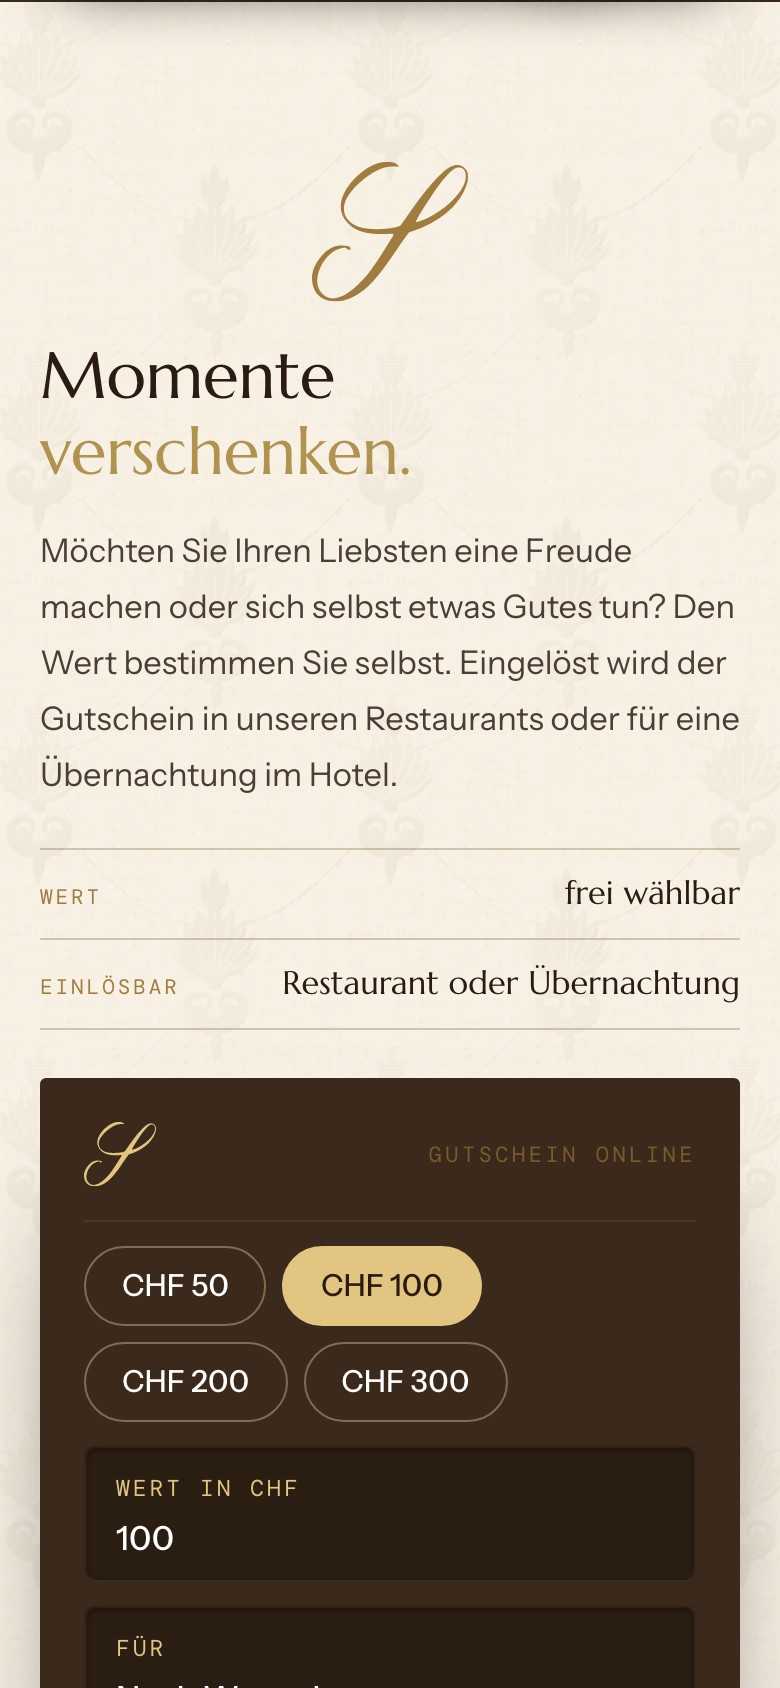 S
Momente
verschenken.
Möchten Sie Ihren Liebsten eine Freude
machen oder sich selbst etwas Gutes tun? Den
Wert bestimmen Sie selbst. Eingelöst wird der
Gutschein in unseren Restaurants oder für eine
Übernachtung im Hotel.
WERT frei wählbar
EINLÖSBAR Restaurant oder Übernachtung
S GUTSCHEIN ONLINE
CHF 50 CHF 100
CHF 200 CHF 300
WERT IN CHF
100
FÜR